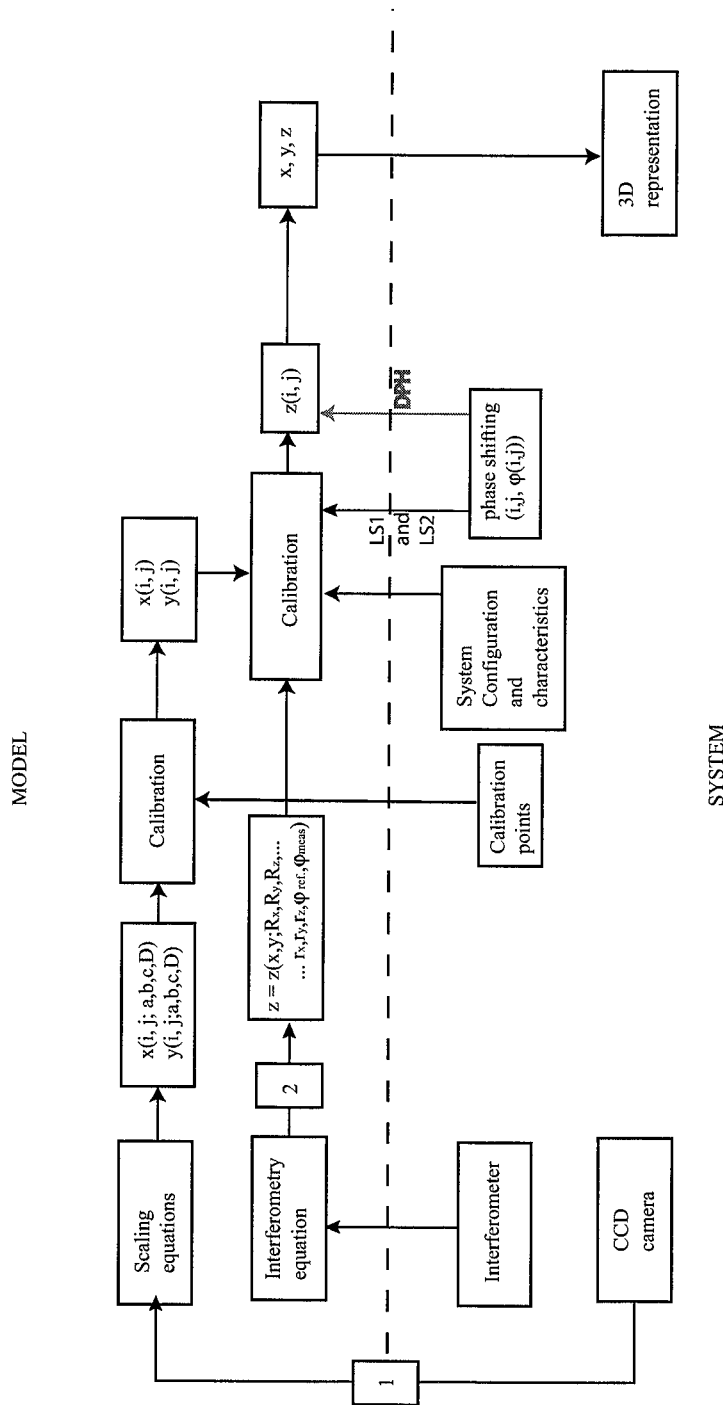 MODEL
Scaling
equations
x(i, j; a,b,c,D)
y(i, j;a,b,c,D)
Calibration
x(i, j)
y(i, j)
Interferometry
equation
2
z = z(x,y;Rx,Ry,Rz,...
... rx,ry,rz,φ ref.,φmeas)
Calibration
z(i, j)
x, y, z
1
LS1
and
LS2
DPH
Interferometer
Calibration
points
System
Configuration
and
characteristics
phase shifting
(i,j, φ(i,j))
CCD
camera
3D
representation
SYSTEM